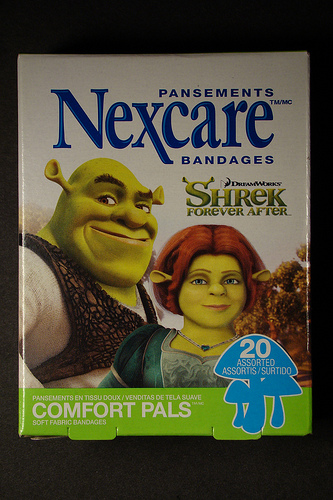 PANSEMENTS
Nexcare TM/MC
BANDAGES
DREAMWORKS
SHREK
FOREVER AFTER
20
ASSORTED
ASSORTIS/SURTIDO
PANSEMENTS EN TISSU DOUX / VENDITAS DE TELA SUAVE
COMFORT PALS
SOFT FABRIC BANDAGES